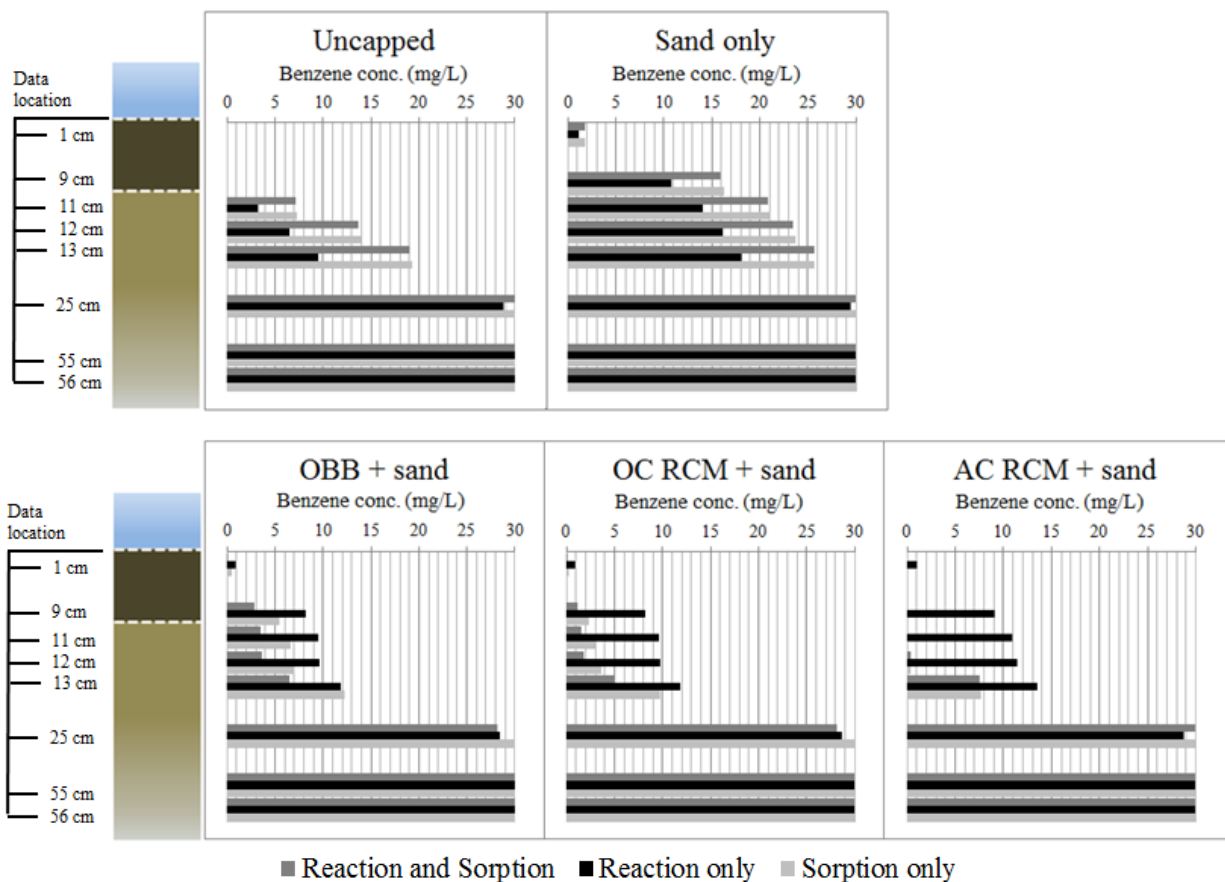 Uncapped
Sand only
Benzene conc. (mg/L)
Benzene conc. (mg/L)
Data
location
0 5 10 15 20 25 30
0 5 10 15 20 25 30
1 cm
9 cm
11 cm
12 cm
13 cm
25 cm
55 cm
56 cm
OBB + sand
OC RCM + sand
AC RCM + sand
Benzene conc. (mg/L)
Benzene conc. (mg/L)
Benzene conc. (mg/L)
Data
location
0 5 10 15 20 25 30
0 5 10 15 20 25 30
0 5 10 15 20 25 30
1 cm
9 cm
11 cm
12 cm
13 cm
25 cm
55 cm
56 cm
Reaction and Sorption Reaction only Sorption only